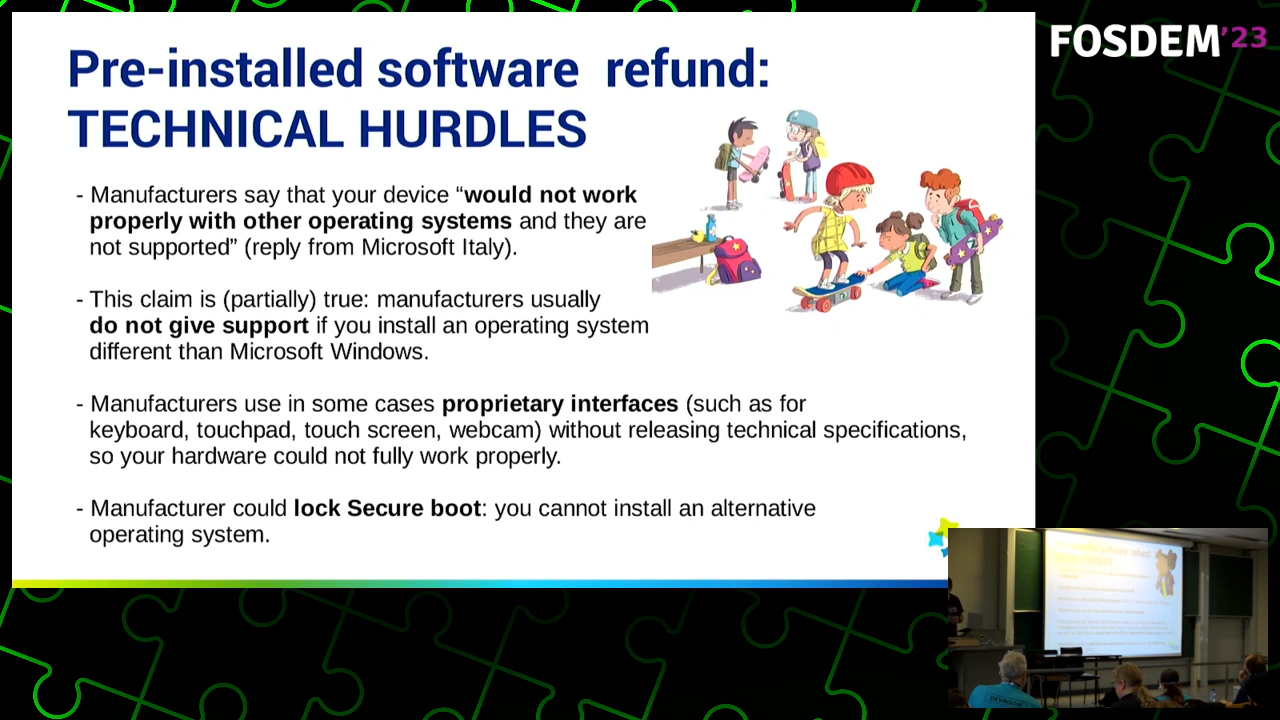 Pre-installed software refund:
TECHNICAL HURDLES
- Manufacturers say that your device “would not work
properly with other operating systems and they are
not supported” (reply from Microsoft Italy).
- This claim is (partially) true: manufacturers usually
do not give support if you install an operating system
different than Microsoft Windows.
- Manufacturers use in some cases proprietary interfaces (such as for
keyboard, touchpad, touch screen, webcam) without releasing technical specifications,
so your hardware could not fully work properly.
- Manufacturer could lock Secure boot: you cannot install an alternative
operating system.
FOSDEM’23